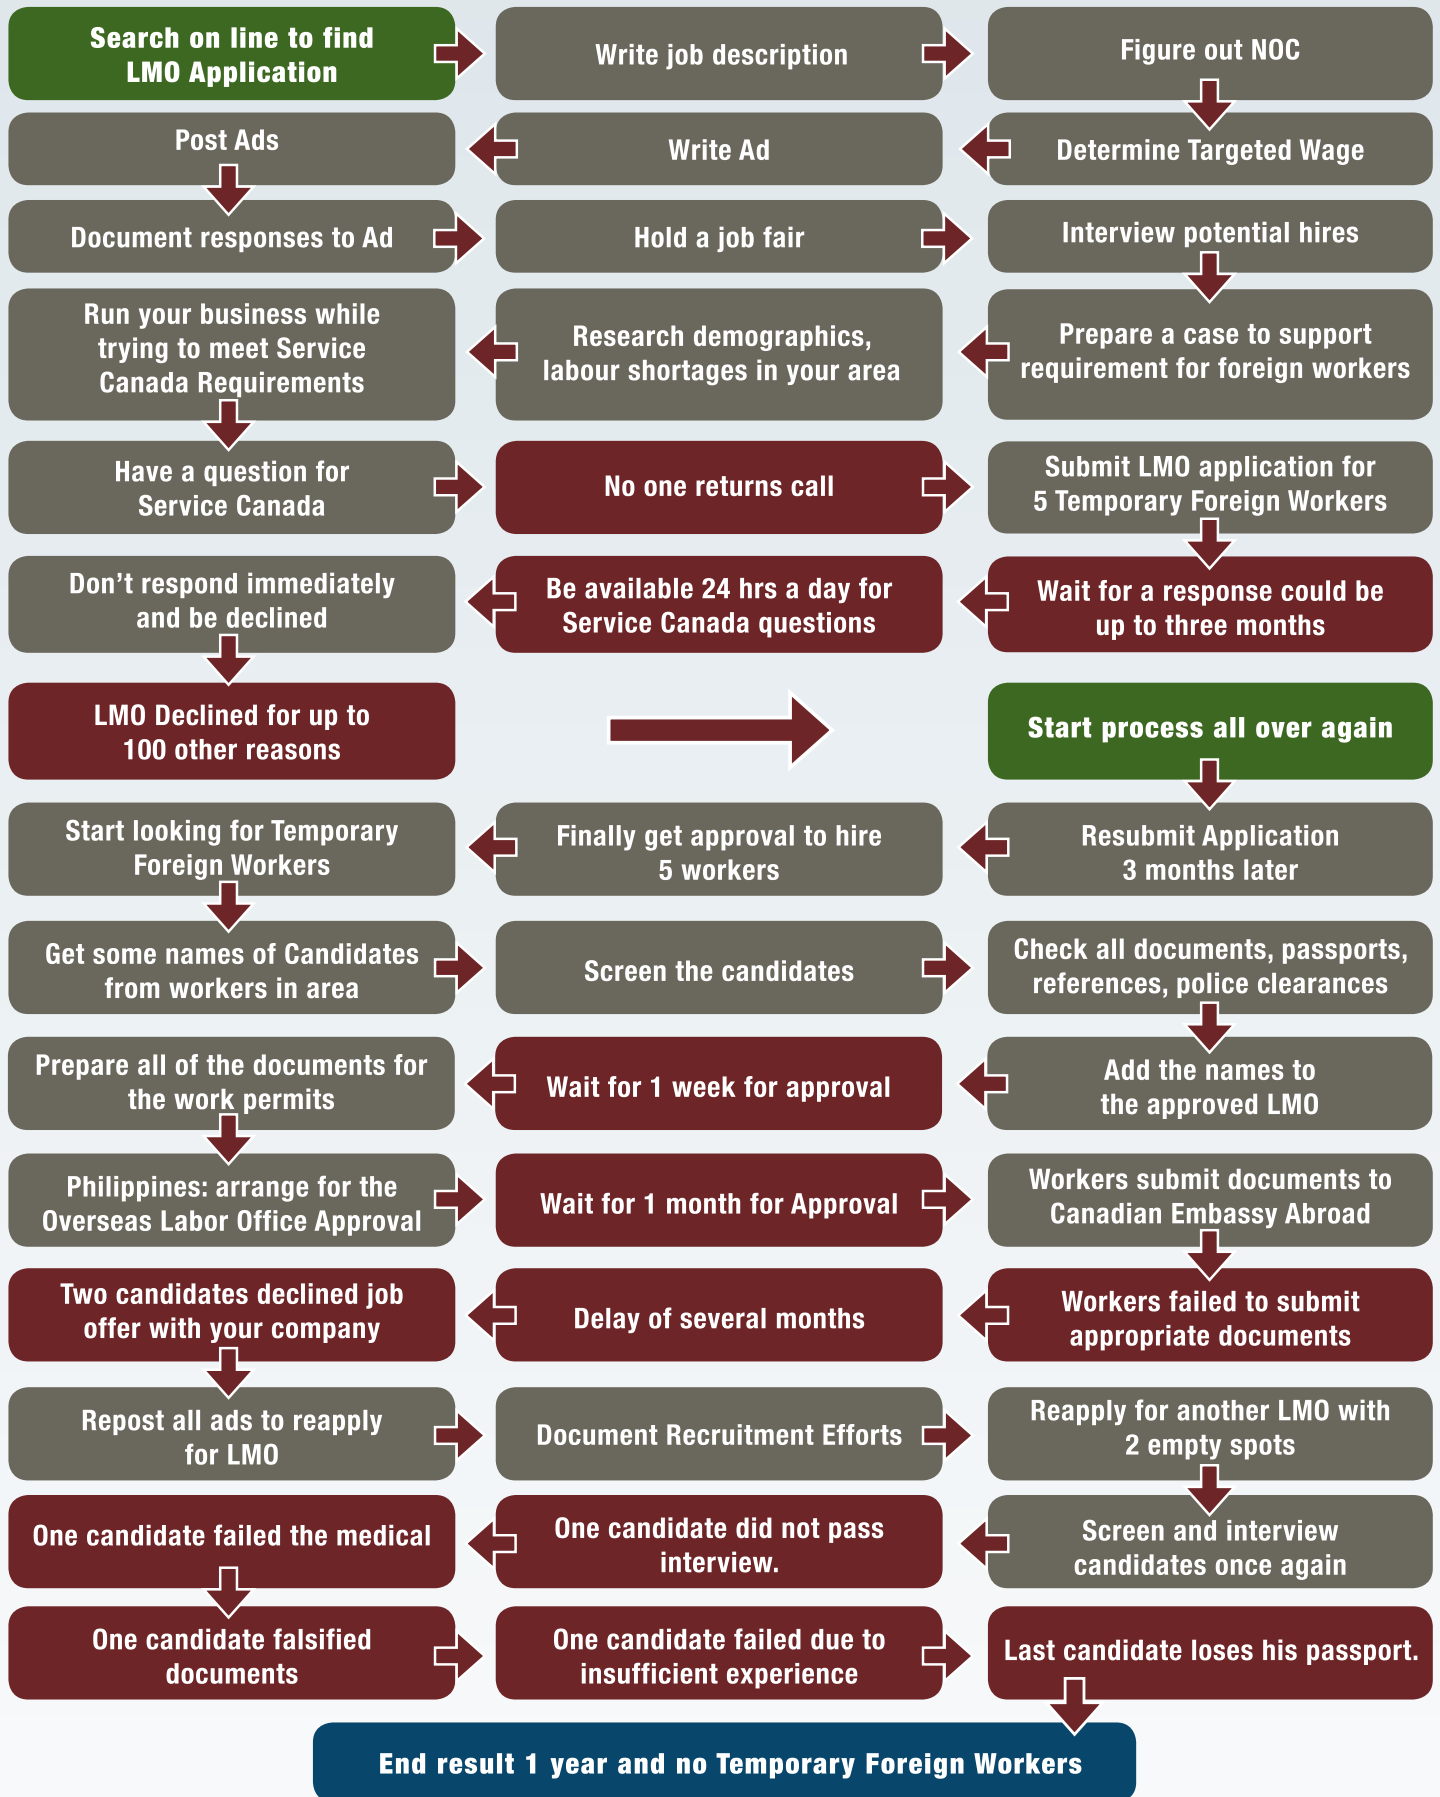 Search on line to find
LMO Application
Write job description
Figure out NOC
Determine Targeted Wage
Write Ad
Post Ads
Document responses to Ad
Hold a job fair
Interview potential hires
Prepare a case to support
requirement for foreign workers
Research demographics,
labour shortages in your area
Run your business while
trying to meet Service
Canada Requirements
Have a question for
Service Canada
No one returns call
Submit LMO application for
5 Temporary Foreign Workers
Wait for a response could be
up to three months
Be available 24 hrs a day for
Service Canada questions
Don’t respond immediately
and be declined
LMO Declined for up to
100 other reasons
Start process all over again
Resubmit Application
3 months later
Finally get approval to hire
5 workers
Start looking for Temporary
Foreign Workers
Get some names of Candidates
from workers in area
Screen the candidates
Check all documents, passports,
references, police clearances
Add the names to
the approved LMO
Wait for 1 week for approval
Prepare all of the documents for
the work permits
Philippines: arrange for the
Overseas Labor Office Approval
Wait for 1 month for Approval
Workers submit documents to
Canadian Embassy Abroad
Workers failed to submit
appropriate documents
Delay of several months
Two candidates declined job
offer with your company
Repost all ads to reapply
for LMO
Document Recruitment Efforts
Reapply for another LMO with
2 empty spots
Screen and interview
candidates once again
One candidate did not pass
interview.
One candidate failed the medical
One candidate falsified
documents
One candidate failed due to
insufficient experience
Last candidate loses his passport.
End result 1 year and no Temporary Foreign Workers